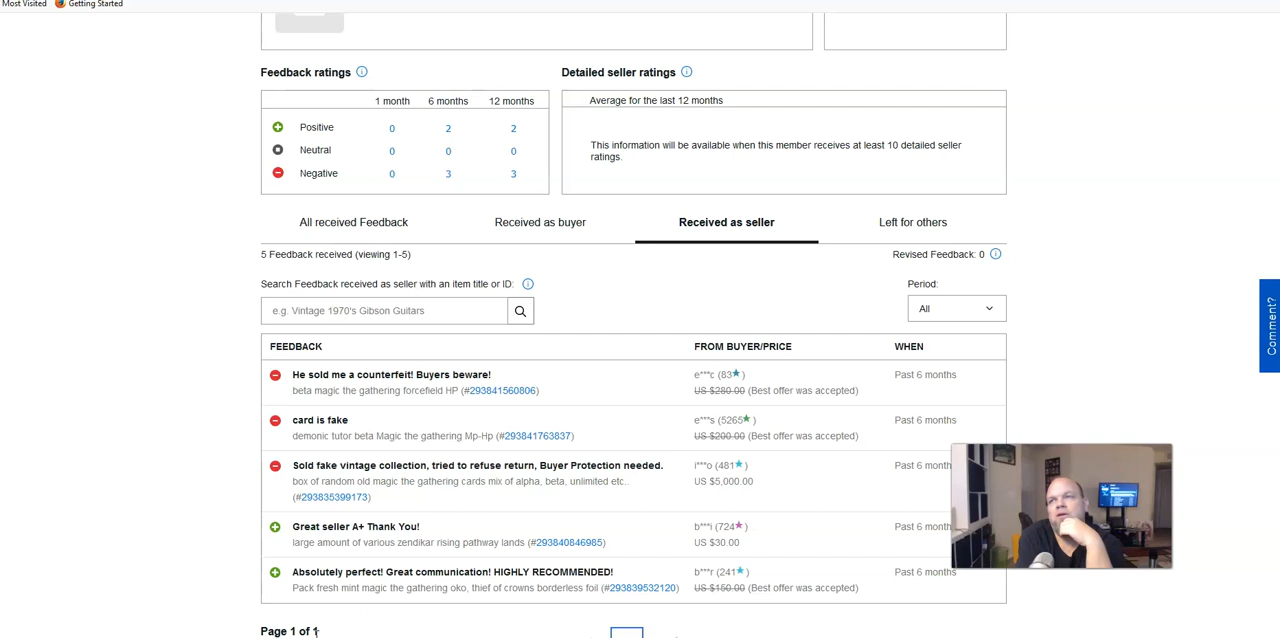 Most Visited Getting Started
Feedback ratings
Detailed seller ratings
1 month 6 months 12 months
Average for the last 12 months
Positive 0 2 2
Neutral 0 0 0
Negative 0 3 3
This information will be available when this member receives at least 10 detailed seller
ratings.
All received Feedback Received as buyer Received as seller Left for others
5 Feedback received (viewing 1-5)
Revised Feedback: 0
Search Feedback received as seller with an item title or ID:
Period:
e.g. Vintage 1970's Gibson Guitars
All
Comment?
FEEDBACK FROM BUYER/PRICE WHEN
He sold me a counterfeit! Buyers beware! e***c (83) Past 6 months
beta magic the gathering forcefield HP (#293841560806) US $280.00 (Best offer was accepted)
card is fake e***s (5265) Past 6 months
demonic tutor beta Magic the gathering Mp-Hp (#293841763837) US $200.00 (Best offer was accepted)
Sold fake vintage collection, tried to refuse return, Buyer Protection needed. i***o (481) Past 6 month
box of random old magic the gathering cards mix of alpha, beta, unlimited etc.. US $5,000.00
(#293835399173)
Great seller A+ Thank You! b***i (724) Past 6 month
large amount of various zendikar rising pathway lands (#293840846985) US $30.00
Absolutely perfect! Great communication! HIGHLY RECOMMENDED! b***r (241) Past 6 months
Pack fresh mint magic the gathering oko, thief of crowns borderless foil (#293839532120) US $150.00 (Best offer was accepted)
Page 1 of 1